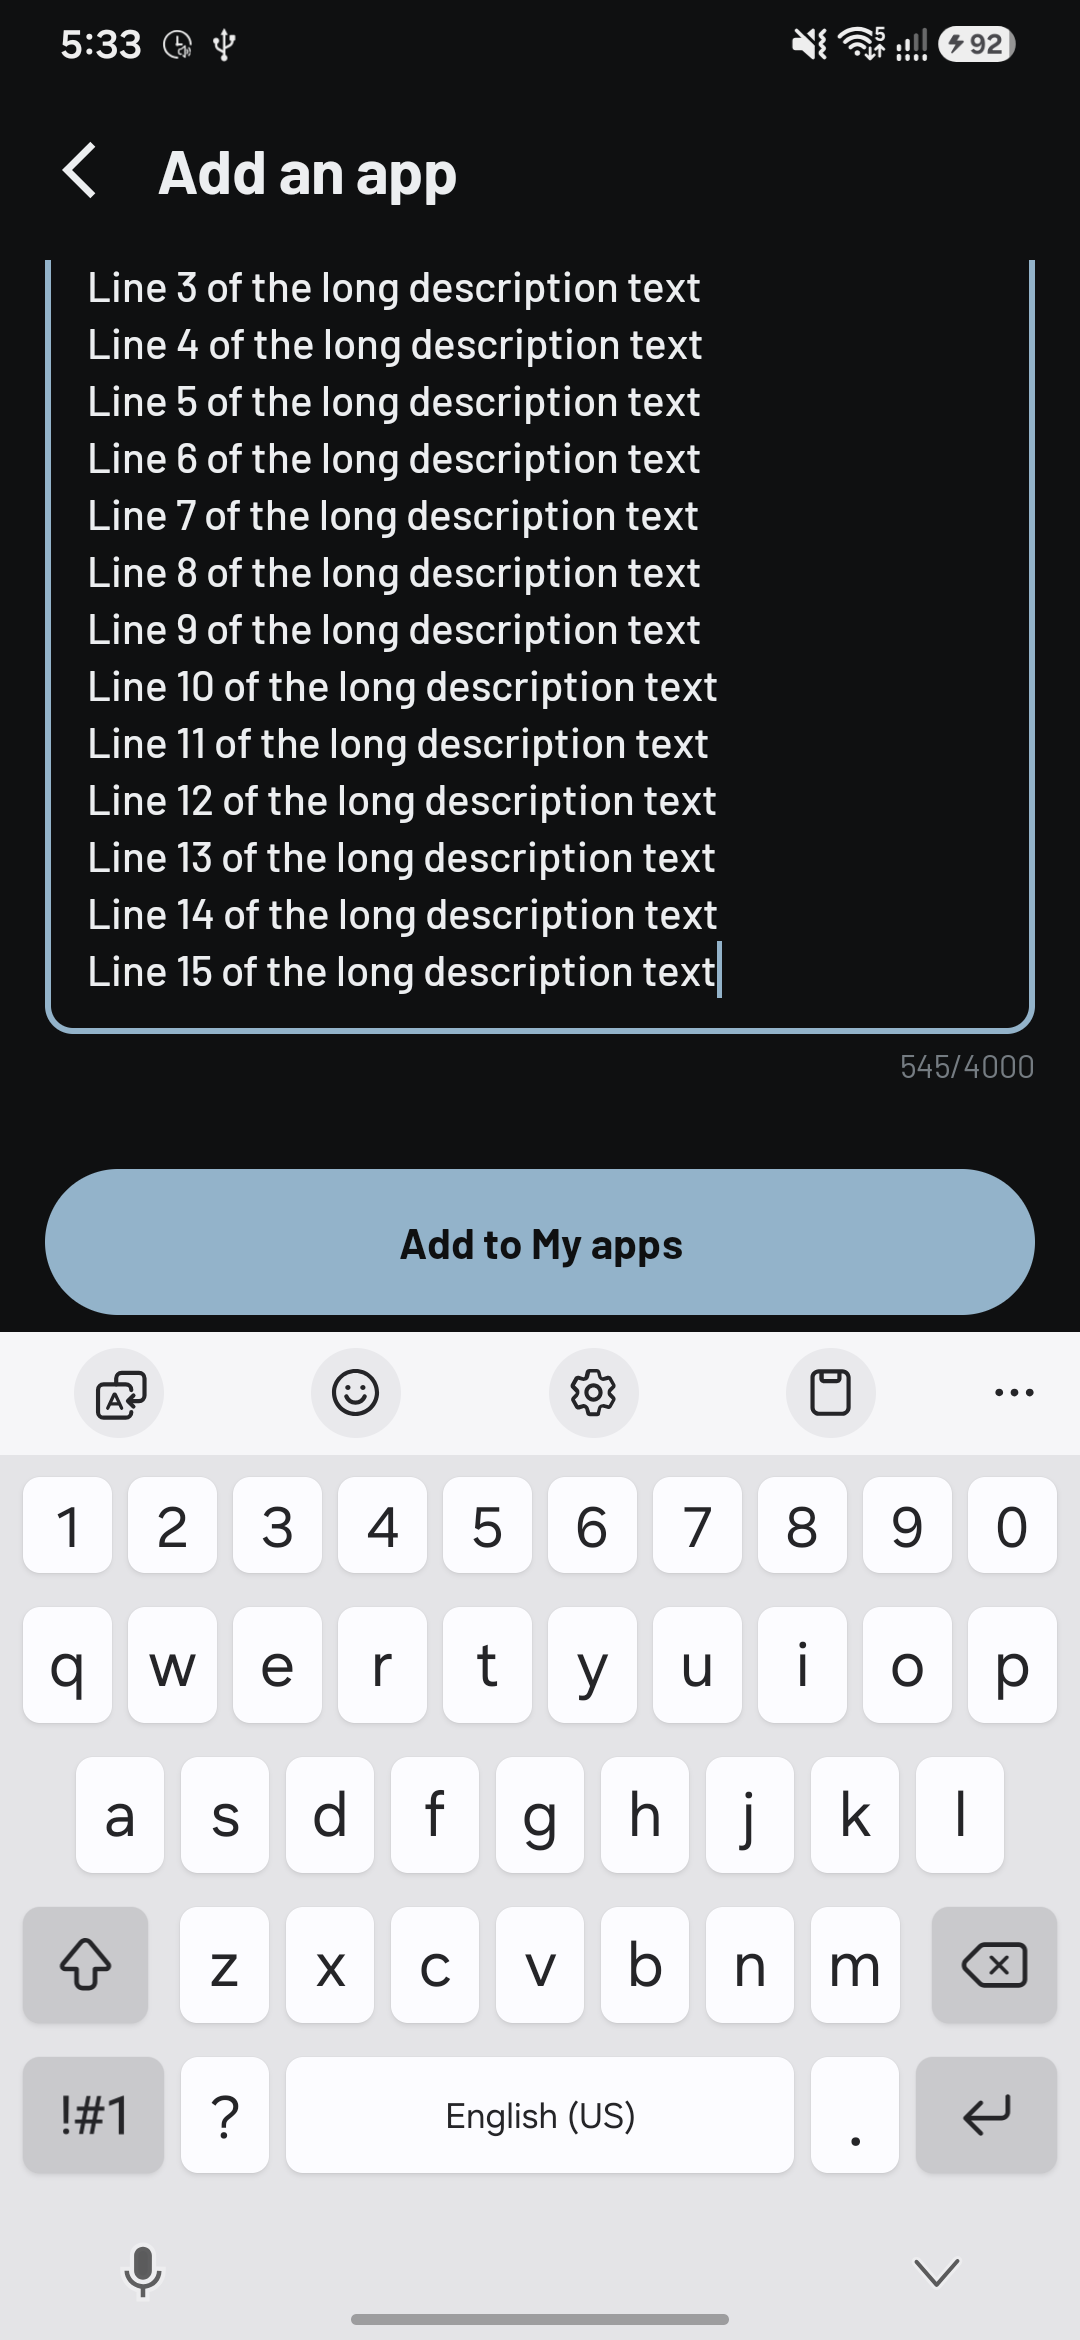 5:33
5
92
Add an app
Line 3 of the long description text
Line 4 of the long description text
Line 5 of the long description text
Line 6 of the long description text
Line 7 of the long description text
Line 8 of the long description text
Line 9 of the long description text
Line 10 of the long description text
Line 11 of the long description text
Line 12 of the long description text
Line 13 of the long description text
Line 14 of the long description text
Line 15 of the long description text
545/4000
Add to My apps
A
1 2 3 4 5 6 7 8 9 0
q w e r t y u i o p
a s d f g h j k l
z x c v b n m
!#1 ? English (US) .